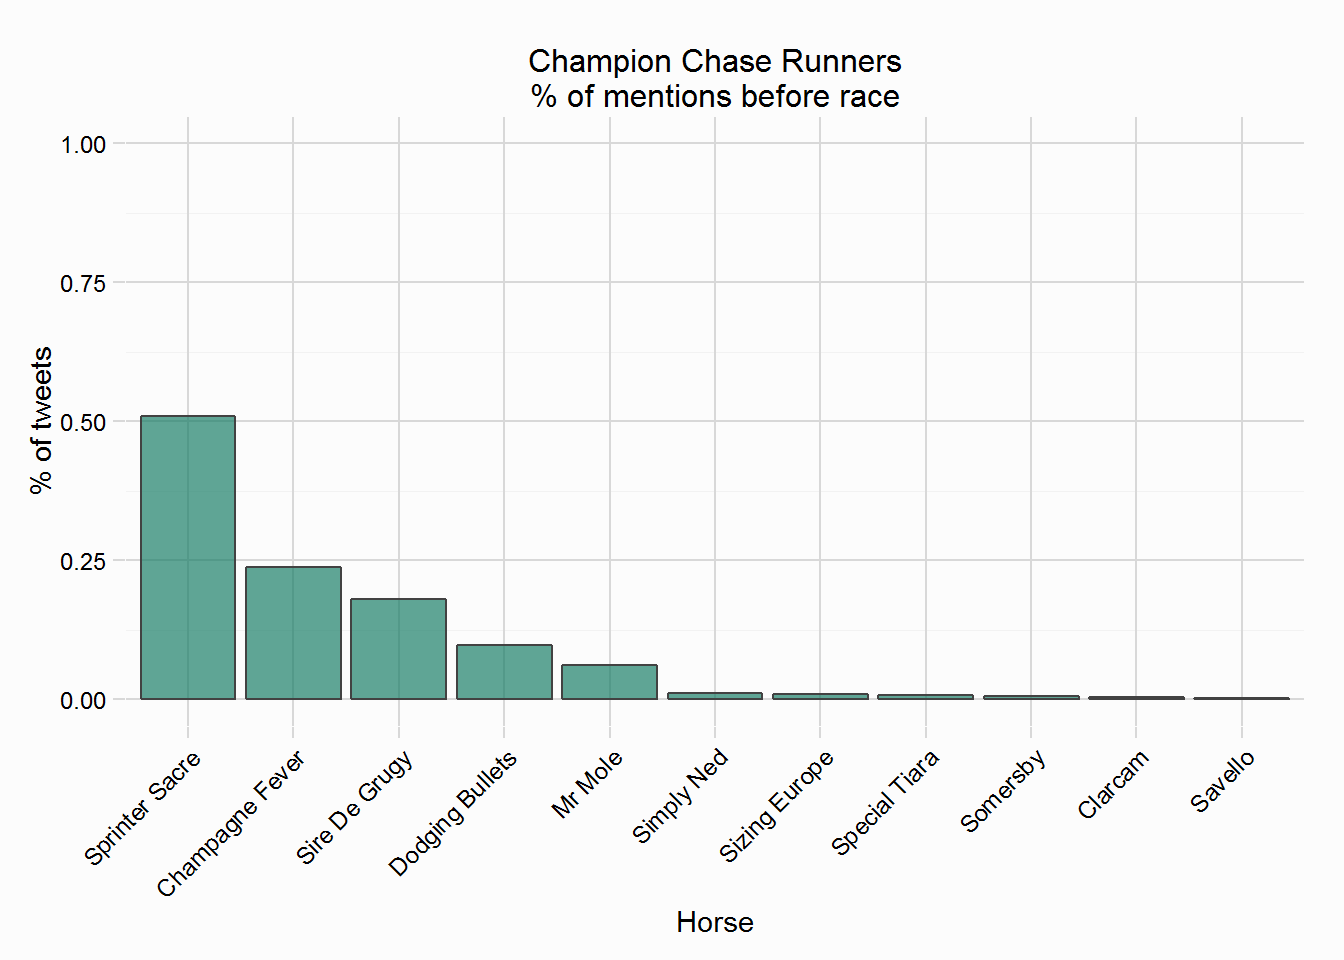 Champion Chase Runners
% of mentions before race
% of tweets
1.00
0.75
0.50
0.25
0.00
Sprinter Sacre
Champagne Fever
Sire De Grugy
Dodging Bullets
Mr Mole
Simply Ned
Sizing Europe
Special Tiara
Somersby
Clarcam
Savello
Horse